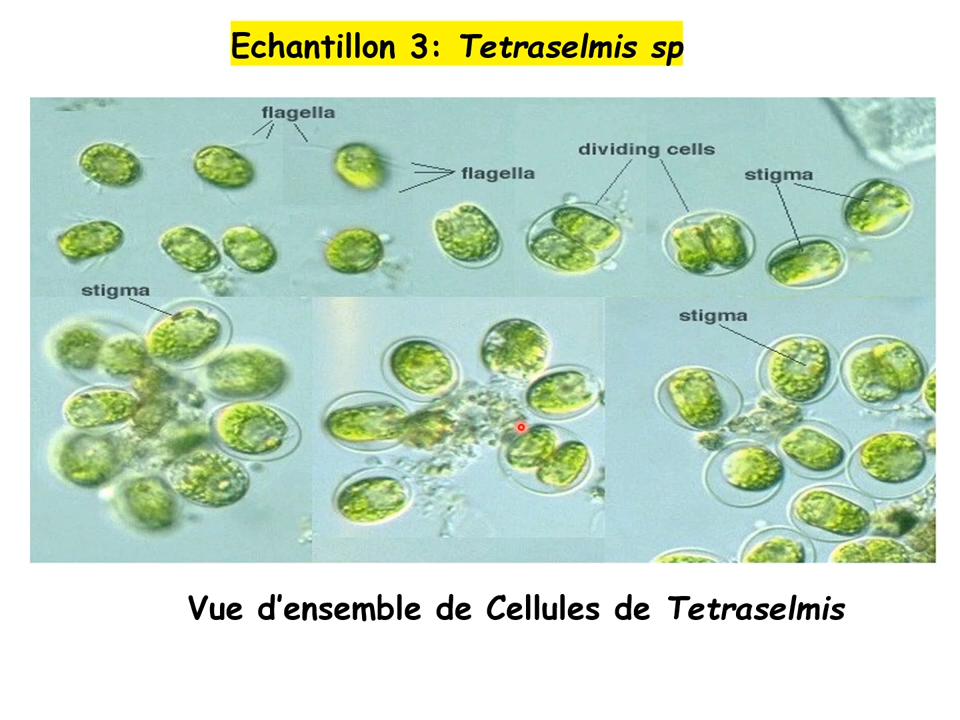 Echantillon 3: Tetraselmis sp
flagella
dividing cells
flagella
stigma
stigma
stigma
Vue d’ensemble de Cellules de Tetraselmis